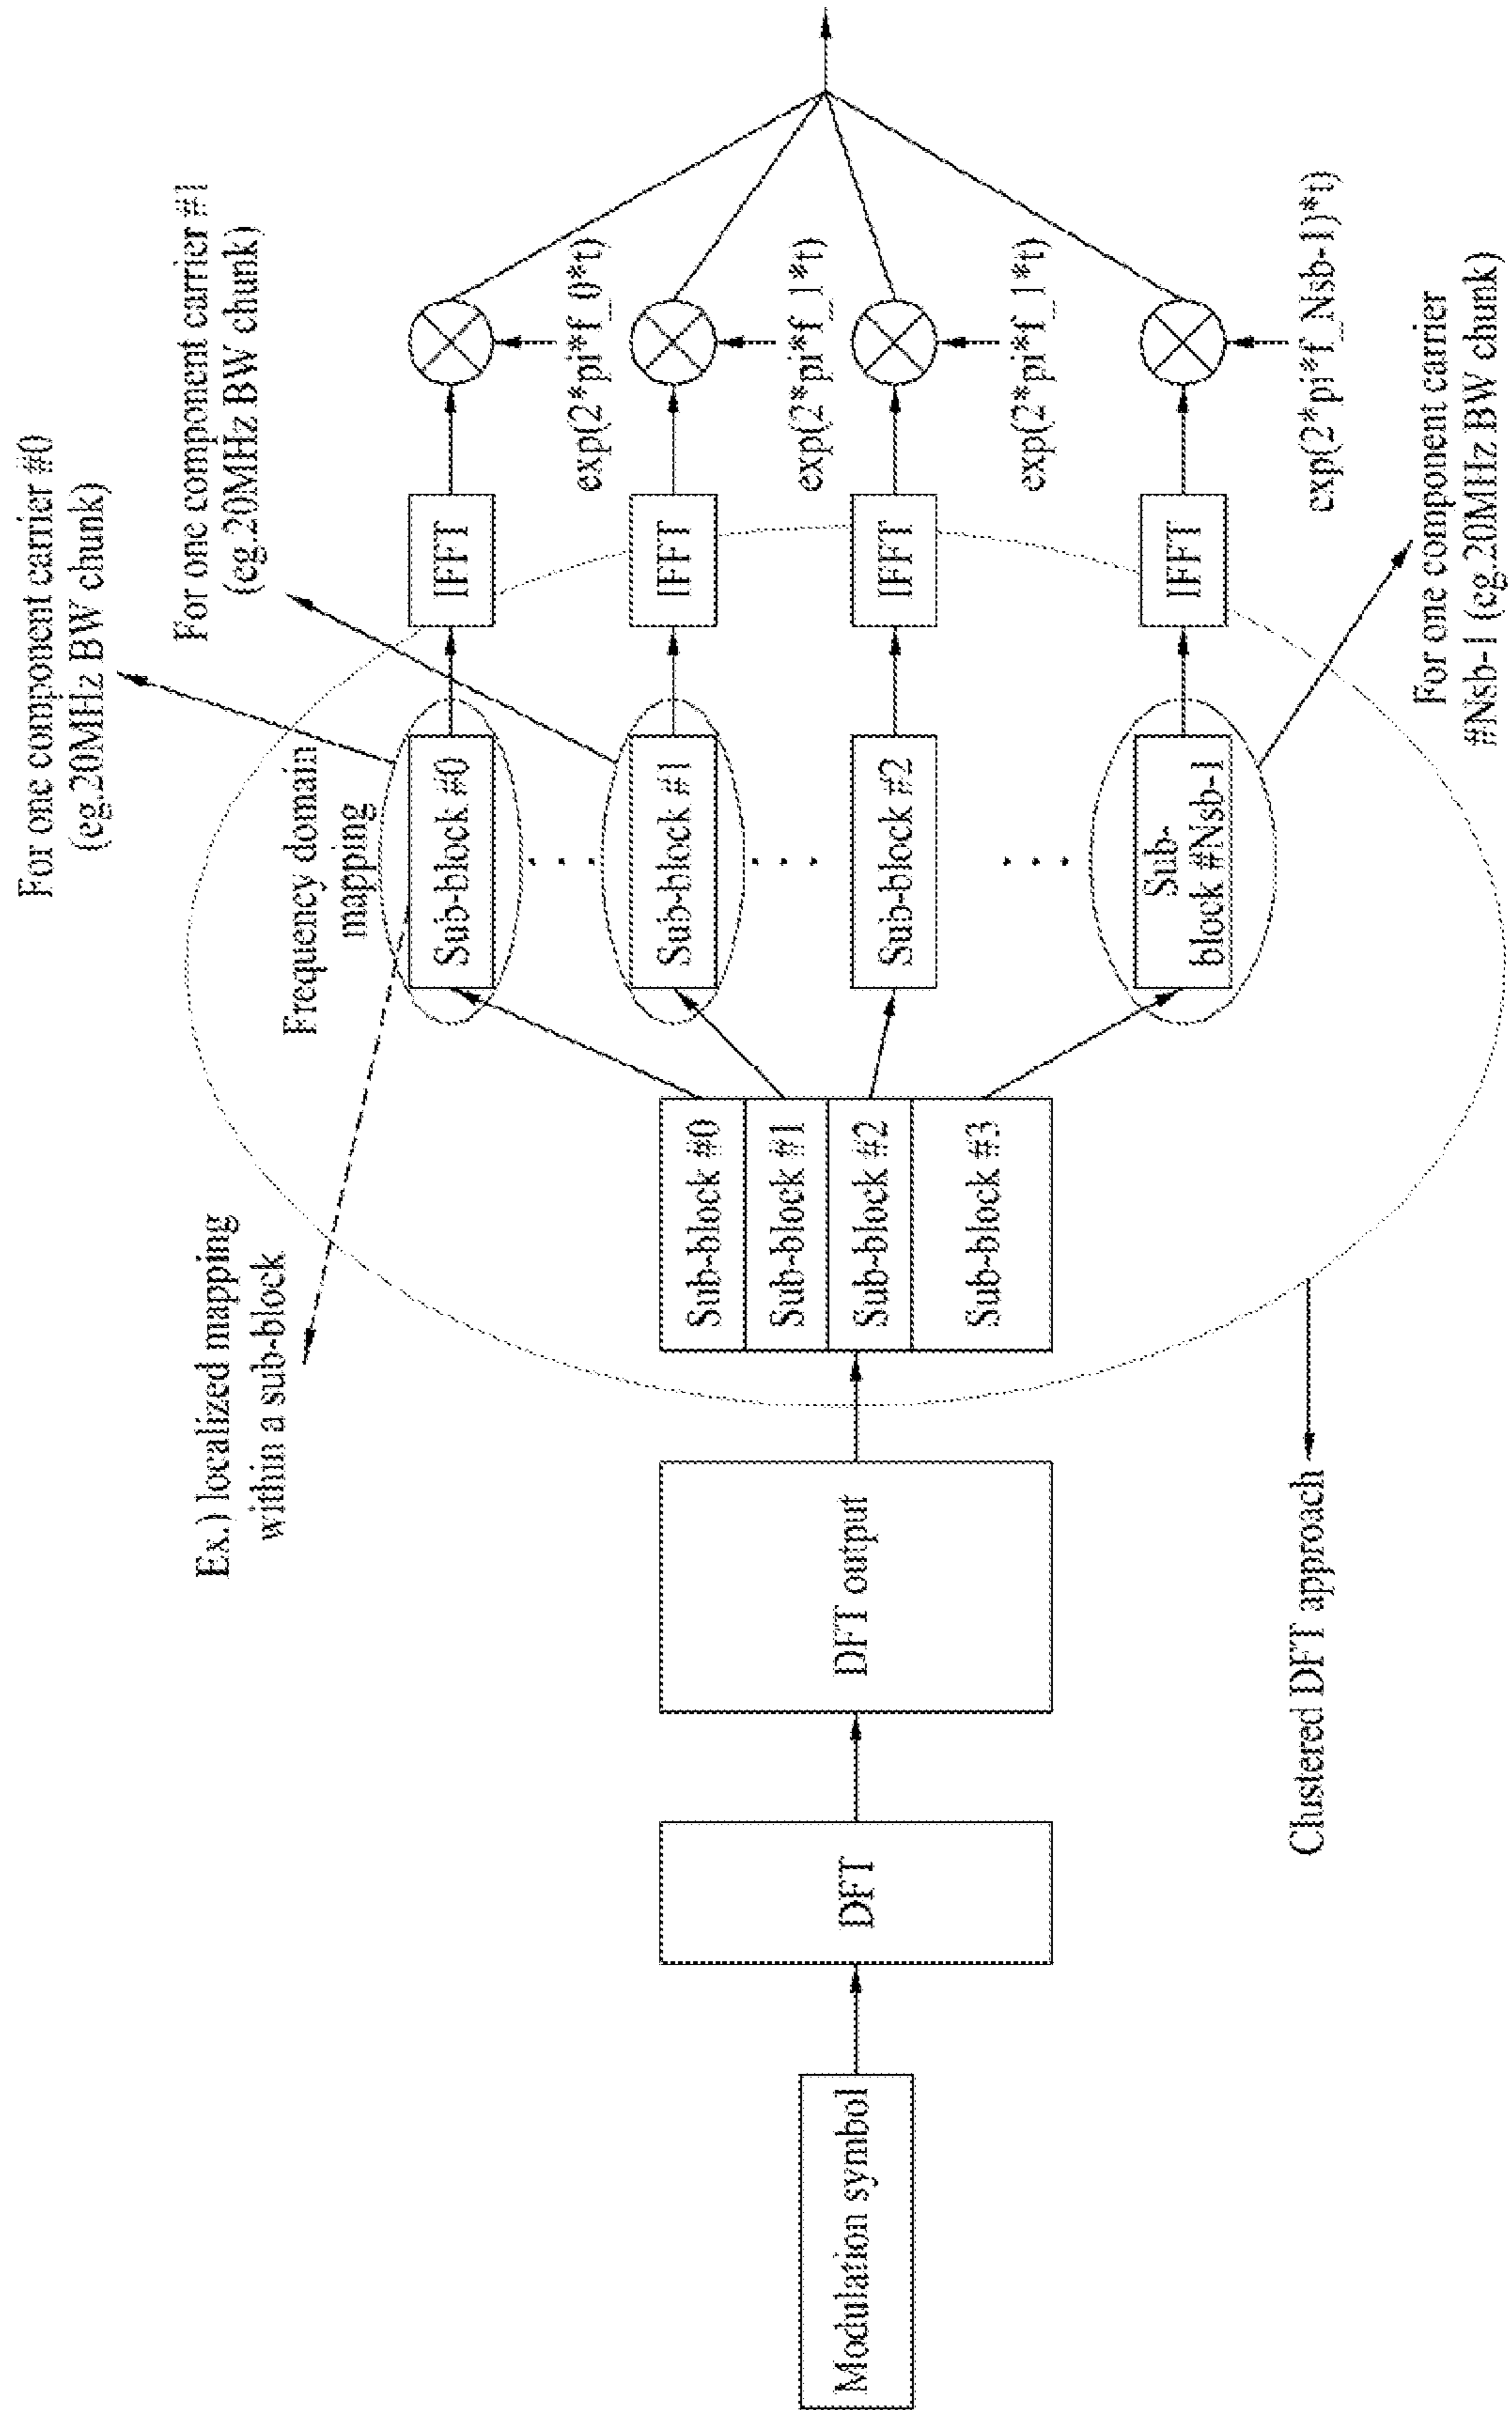 For one component carrier #0
(eg.20MHz BW chunk)
For one component carrier #1
(eg.20MHz BW chunk)
Ex.) localized mapping
within a sub-block
Frequency domain
mapping
Modulation symbol
DFT
DFT output
Sub-block #0
Sub-block #1
Sub-block #2
Sub-block #3
Sub-block #0
IFFT
exp(2*pi*f_0*t)
Sub-block #1
IFFT
exp(2*pi*f_1*t)
Sub-block #2
IFFT
exp(2*pi*f_1*t)
Sub-
block #Nsb-1
IFFT
exp(2*pi*f_Nsb-1)*t)
Clustered DFT approach
For one component carrier
#Nsb-1 (eg.20MHz BW chunk)